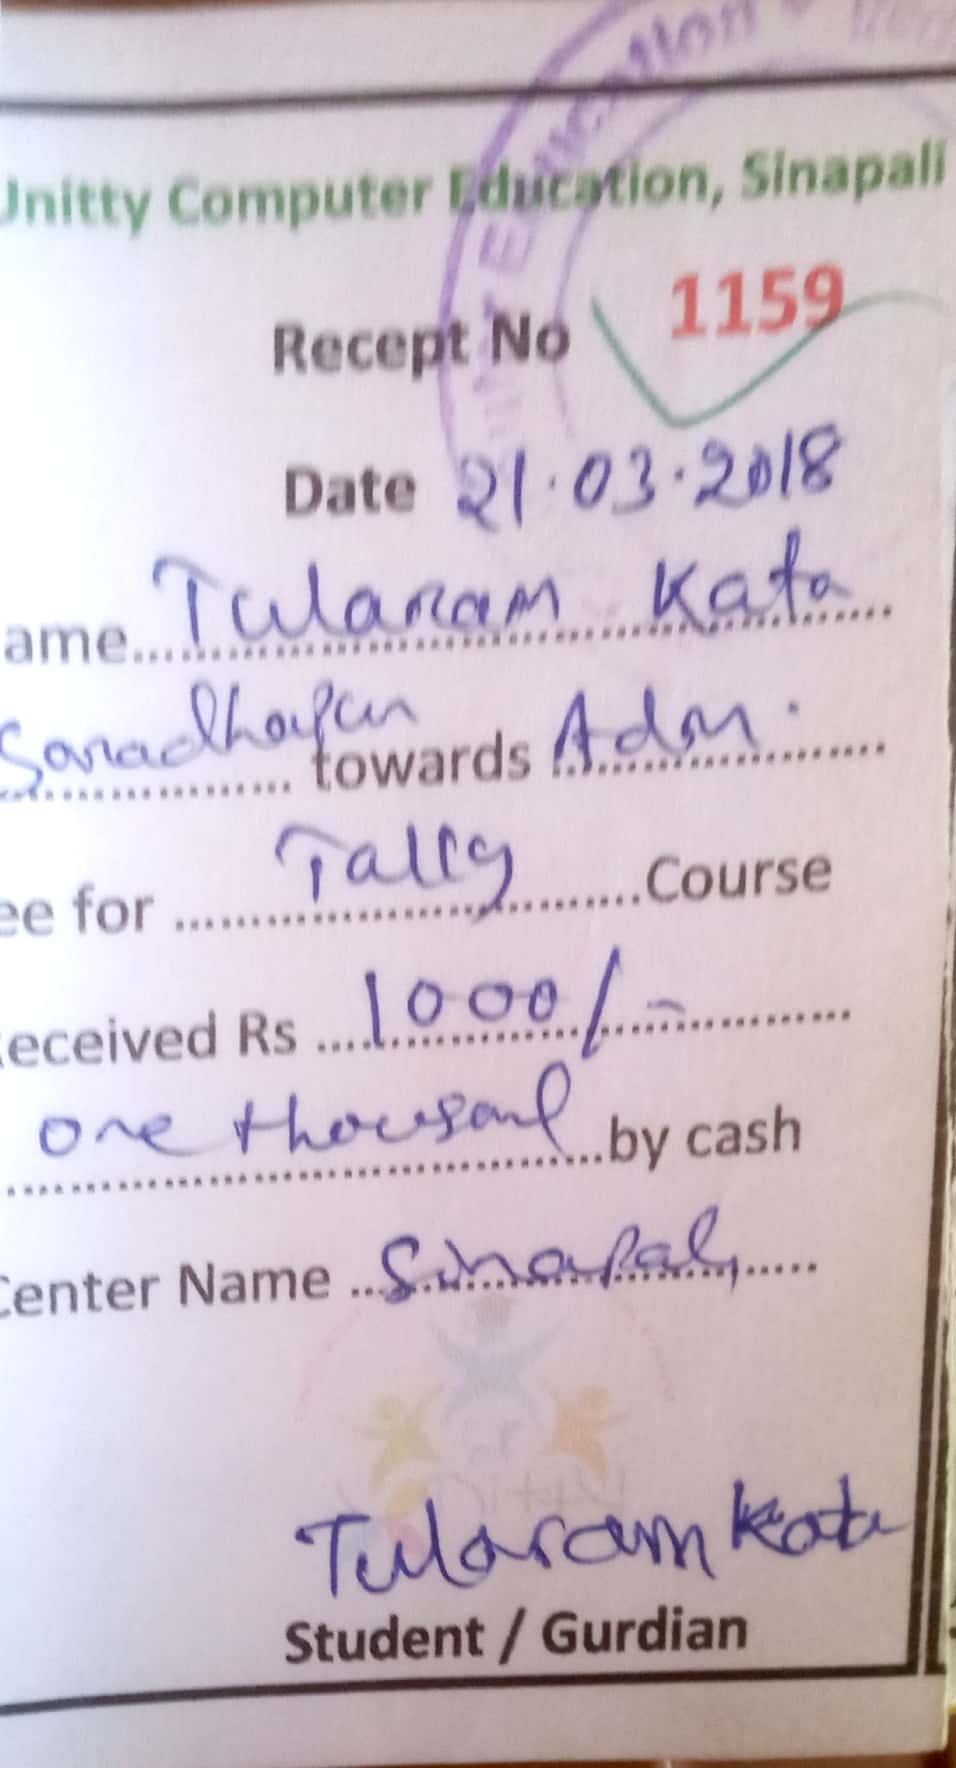 Unitty Computer Education, Sinapali
Recept No 1159
Date 21.03.2018
ame Tularam Kata
Saradhapur towards Adm.
ee for Tally Course
Received Rs 1000/-
one thousand by cash
Center Name Sinapali
Tularam Kata
Student / Gurdian